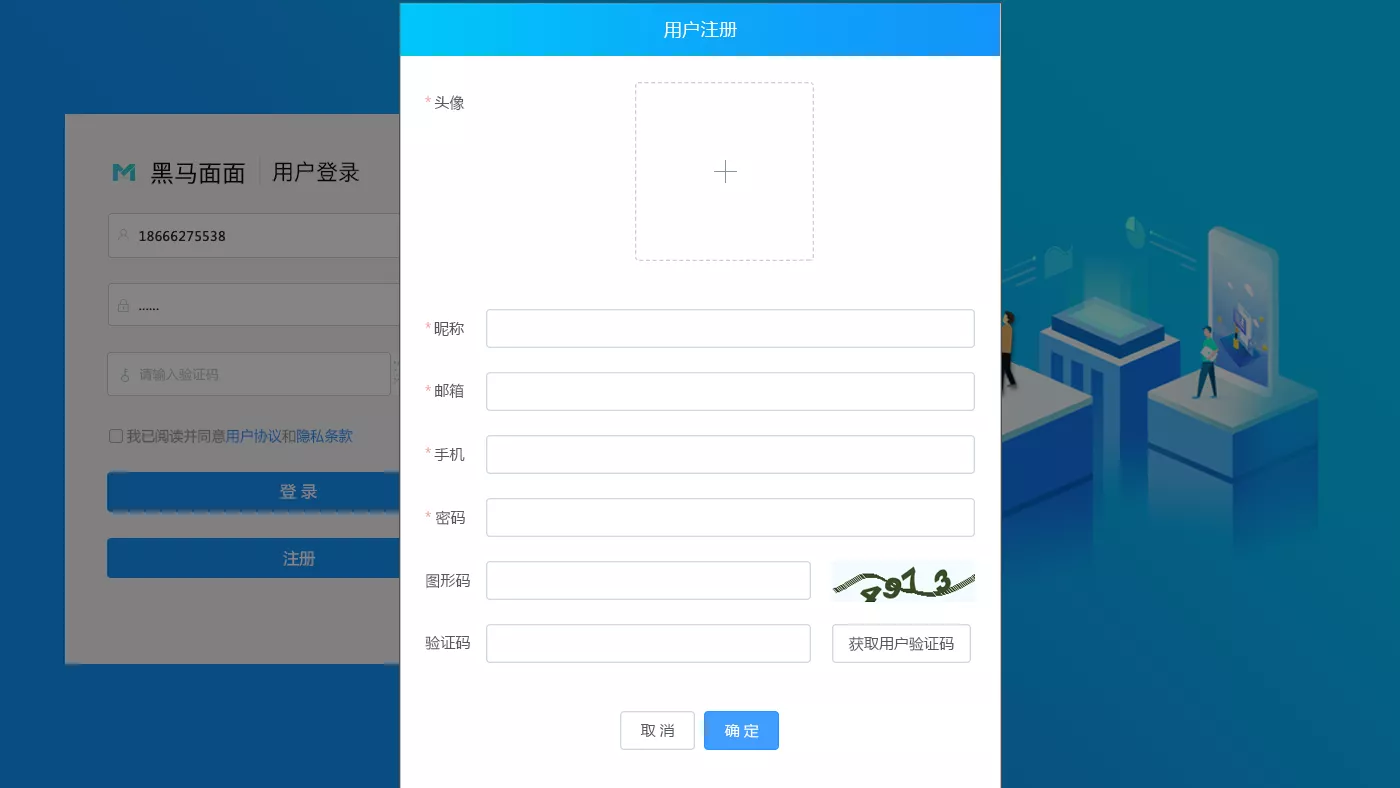 用户注册
* 头像
黑马面面 用户登录
18666275538
......
请输入验证码
我已阅读并同意用户协议和隐私条款
登 录
注册
* 昵称
* 邮箱
* 手机
* 密码
图形码
4913
验证码
获取用户验证码
取 消
确 定